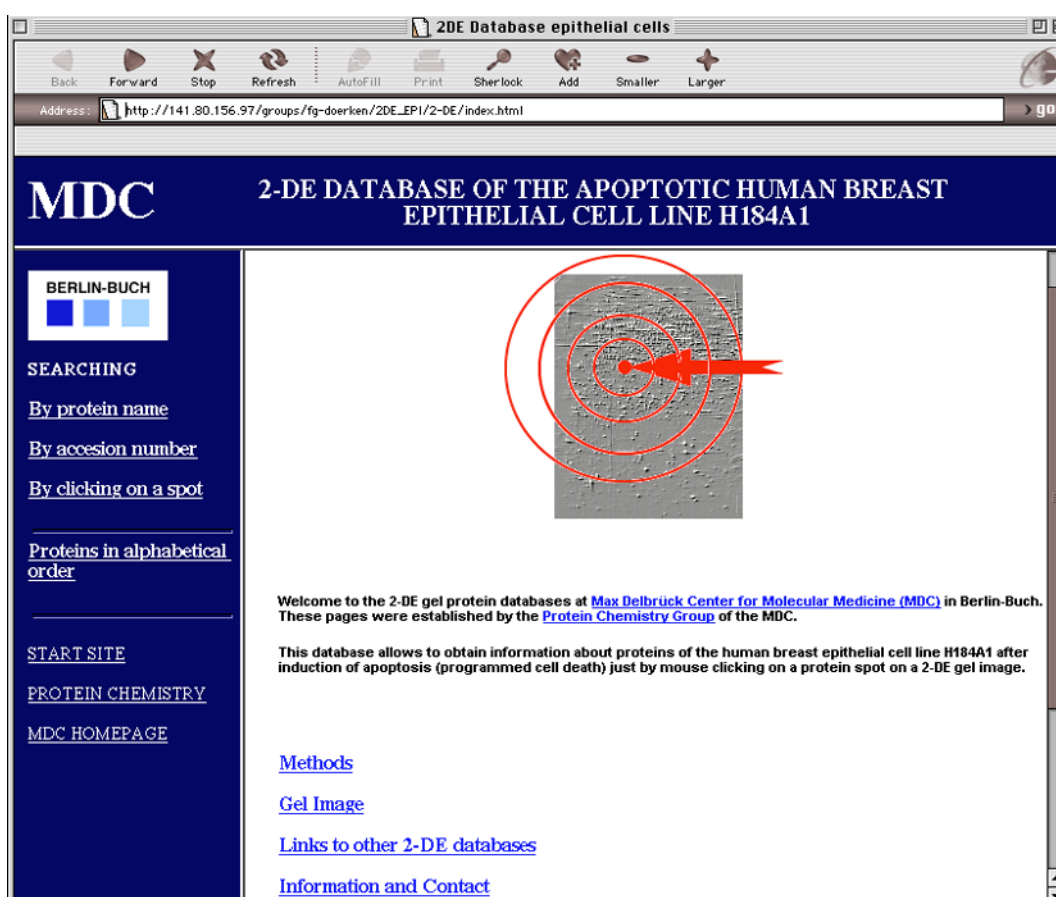 2DE Database epithelial cells
Back Forward Stop Refresh AutoFill Print Sherlock Add Smaller Larger
Address: http://141.80.156.97/groups/fg-doerken/2DE_EPI/2-DE/index.html go
MDC
2-DE DATABASE OF THE APOPTOTIC HUMAN BREAST
EPITHELIAL CELL LINE H184A1
BERLIN-BUCH
SEARCHING
By protein name
By accesion number
By clicking on a spot
Proteins in alphabetical
order
START SITE
PROTEIN CHEMISTRY
MDC HOMEPAGE
Welcome to the 2-DE gel protein databases at Max Delbrück Center for Molecular Medicine (MDC) in Berlin-Buch.
These pages were established by the Protein Chemistry Group of the MDC.
This database allows to obtain information about proteins of the human breast epithelial cell line H184A1 after
induction of apoptosis (programmed cell death) just by mouse clicking on a protein spot on a 2-DE gel image.
Methods
Gel Image
Links to other 2-DE databases
Information and Contact